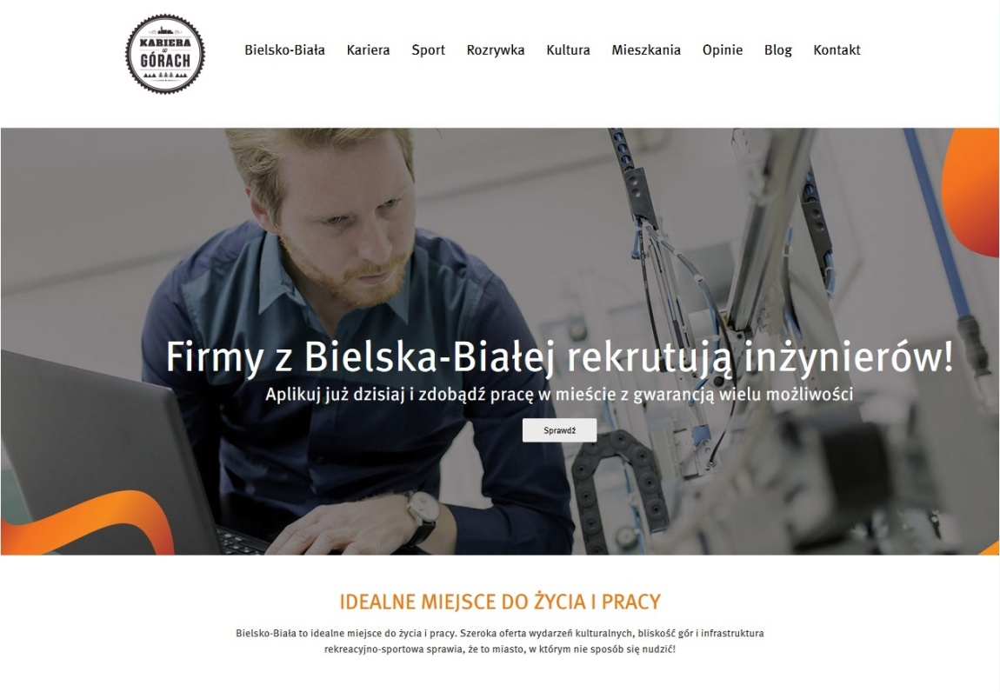 KARIERA
w
GÓRACH
Bielsko-Biała Kariera Sport Rozrywka Kultura Mieszkania Opinie Blog Kontakt
Firmy z Bielska-Białej rekrutują inżynierów!
Aplikuj już dzisiaj i zdobądź pracę w mieście z gwarancją wielu możliwości
Sprawdź
IDEALNE MIEJSCE DO ŻYCIA I PRACY
Bielsko-Biała to idealne miejsce do życia i pracy. Szeroka oferta wydarzeń kulturalnych, bliskość gór i infrastruktura
rekreacyjno-sportowa sprawia, że to miasto, w którym nie sposób się nudzić!